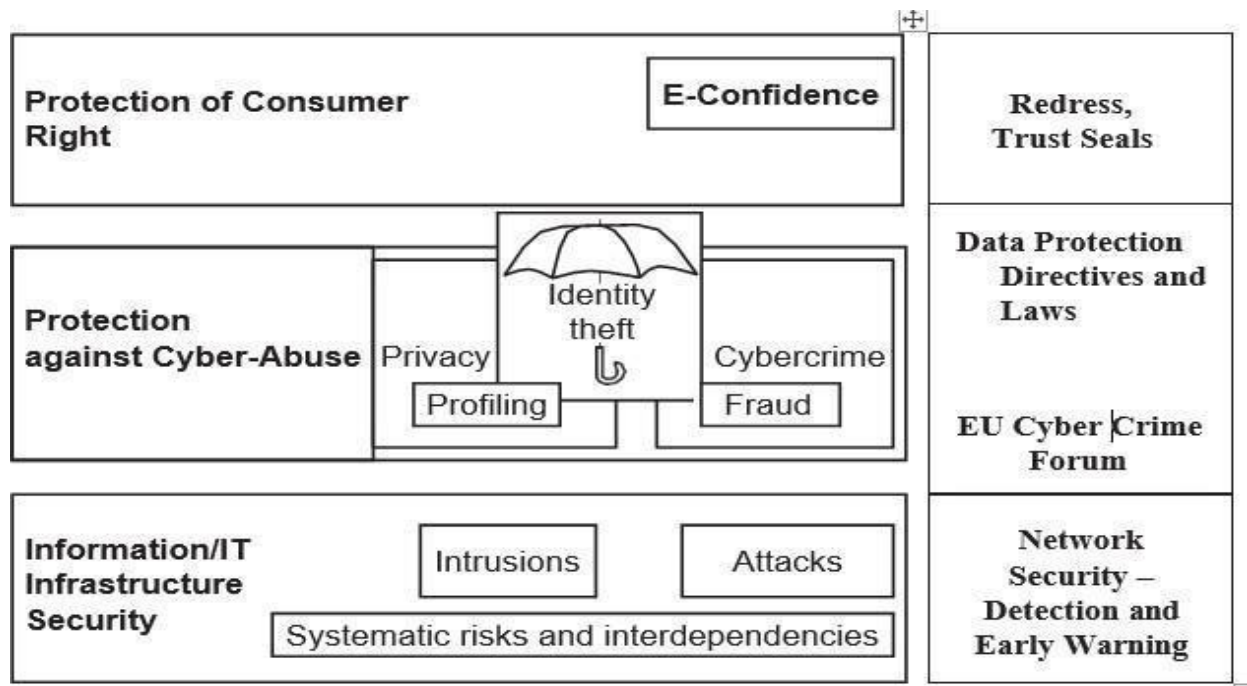 Protection of Consumer
Right
E-Confidence
Redress,
Trust Seals
Protection
against Cyber-Abuse
Privacy
Profiling
Identity
theft
Cybercrime
Fraud
Data Protection
Directives and
Laws
EU Cyber Crime
Forum
Information/IT
Infrastructure
Security
Intrusions
Attacks
Systematic risks and interdependencies
Network
Security –
Detection and
Early Warning